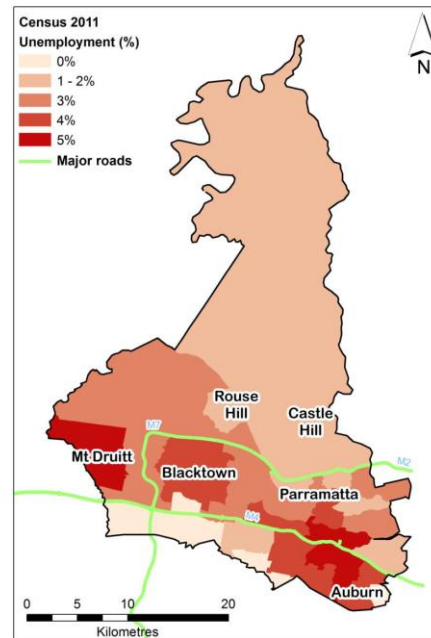 Census 2011
Unemployment (%)
0%
1 - 2%
3%
4%
5%
Major roads
N
Rouse
Hill
Castle
Hill
M7
Mt Druitt
Blacktown
M2
Parramatta
M4
Auburn
0 5 10 20
Kilometres